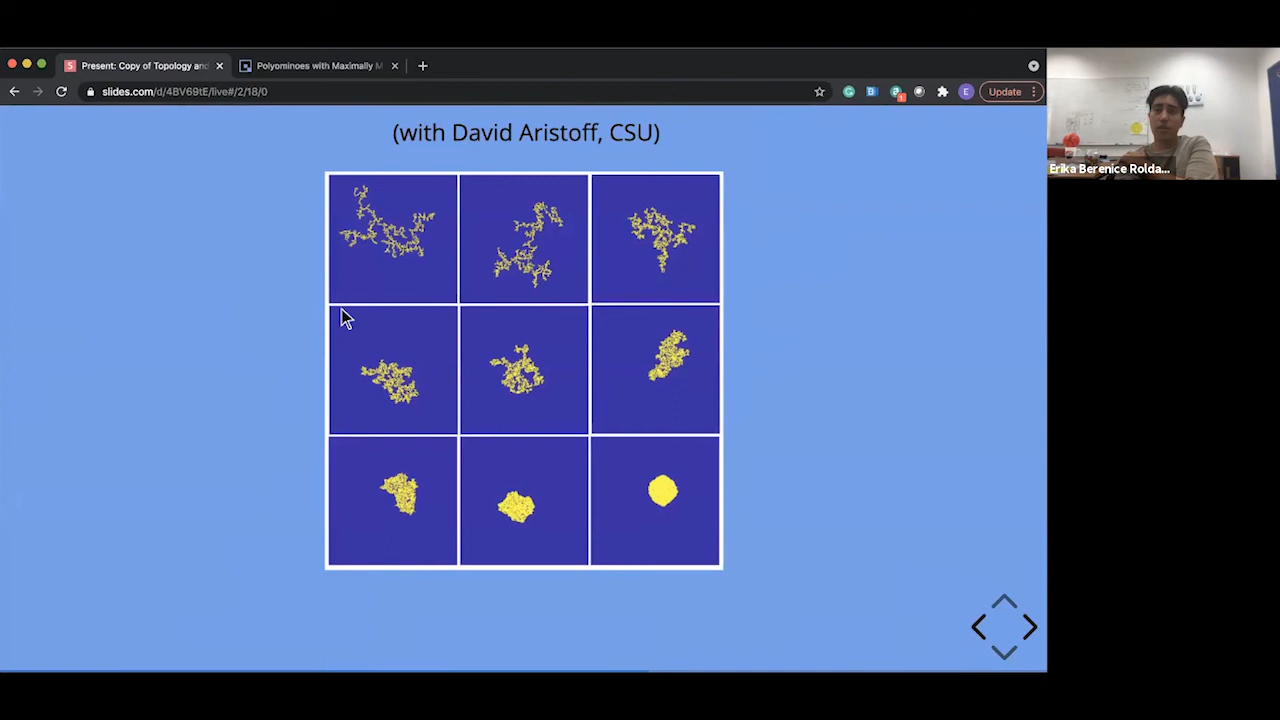 Present: Copy of Topology and
Polyominoes with Maximally M
slides.com/d/4BV69tE/live#/2/18/0
E
Update
(with David Aristoff, CSU)
Erika Berenice Rolda...